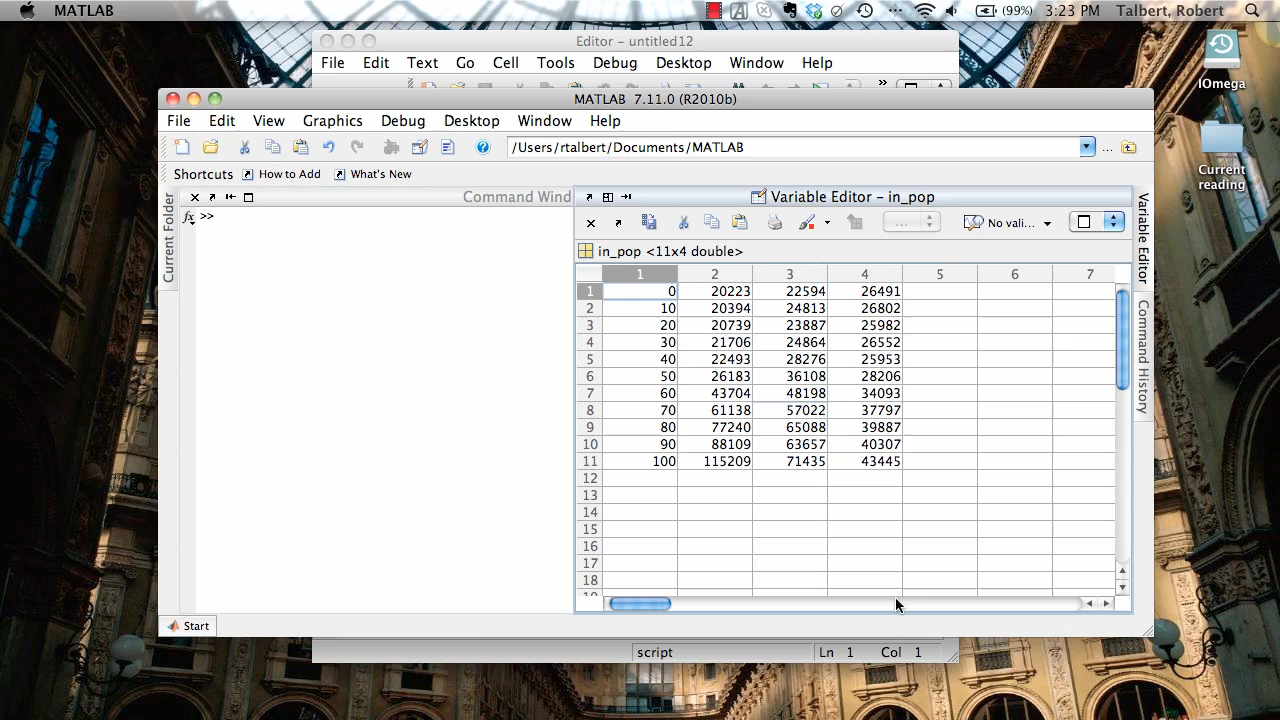 MATLAB (99%) 3:23 PM Talbert, Robert
Editor – untitled12
File Edit Text Go Cell Tools Debug Desktop Window Help
IOmega
MATLAB 7.11.0 (R2010b)
File Edit View Graphics Debug Desktop Window Help
/Users/rtalbert/Documents/MATLAB ...
Shortcuts How to Add What's New
Current
reading
Current Folder
Command Wind
fx >>
Variable Editor – in_pop
... No vali...
in_pop <11x4 double>
1 2 3 4 5 6 7
1 0 20223 22594 26491
2 10 20394 24813 26802
3 20 20739 23887 25982
4 30 21706 24864 26552
5 40 22493 28276 25953
6 50 26183 36108 28206
7 60 43704 48198 34093
8 70 61138 57022 37797
9 80 77240 65088 39887
10 90 88109 63657 40307
11 100 115209 71435 43445
12
13
14
15
16
17
18
Variable Editor
Command History
Start
script Ln 1 Col 1